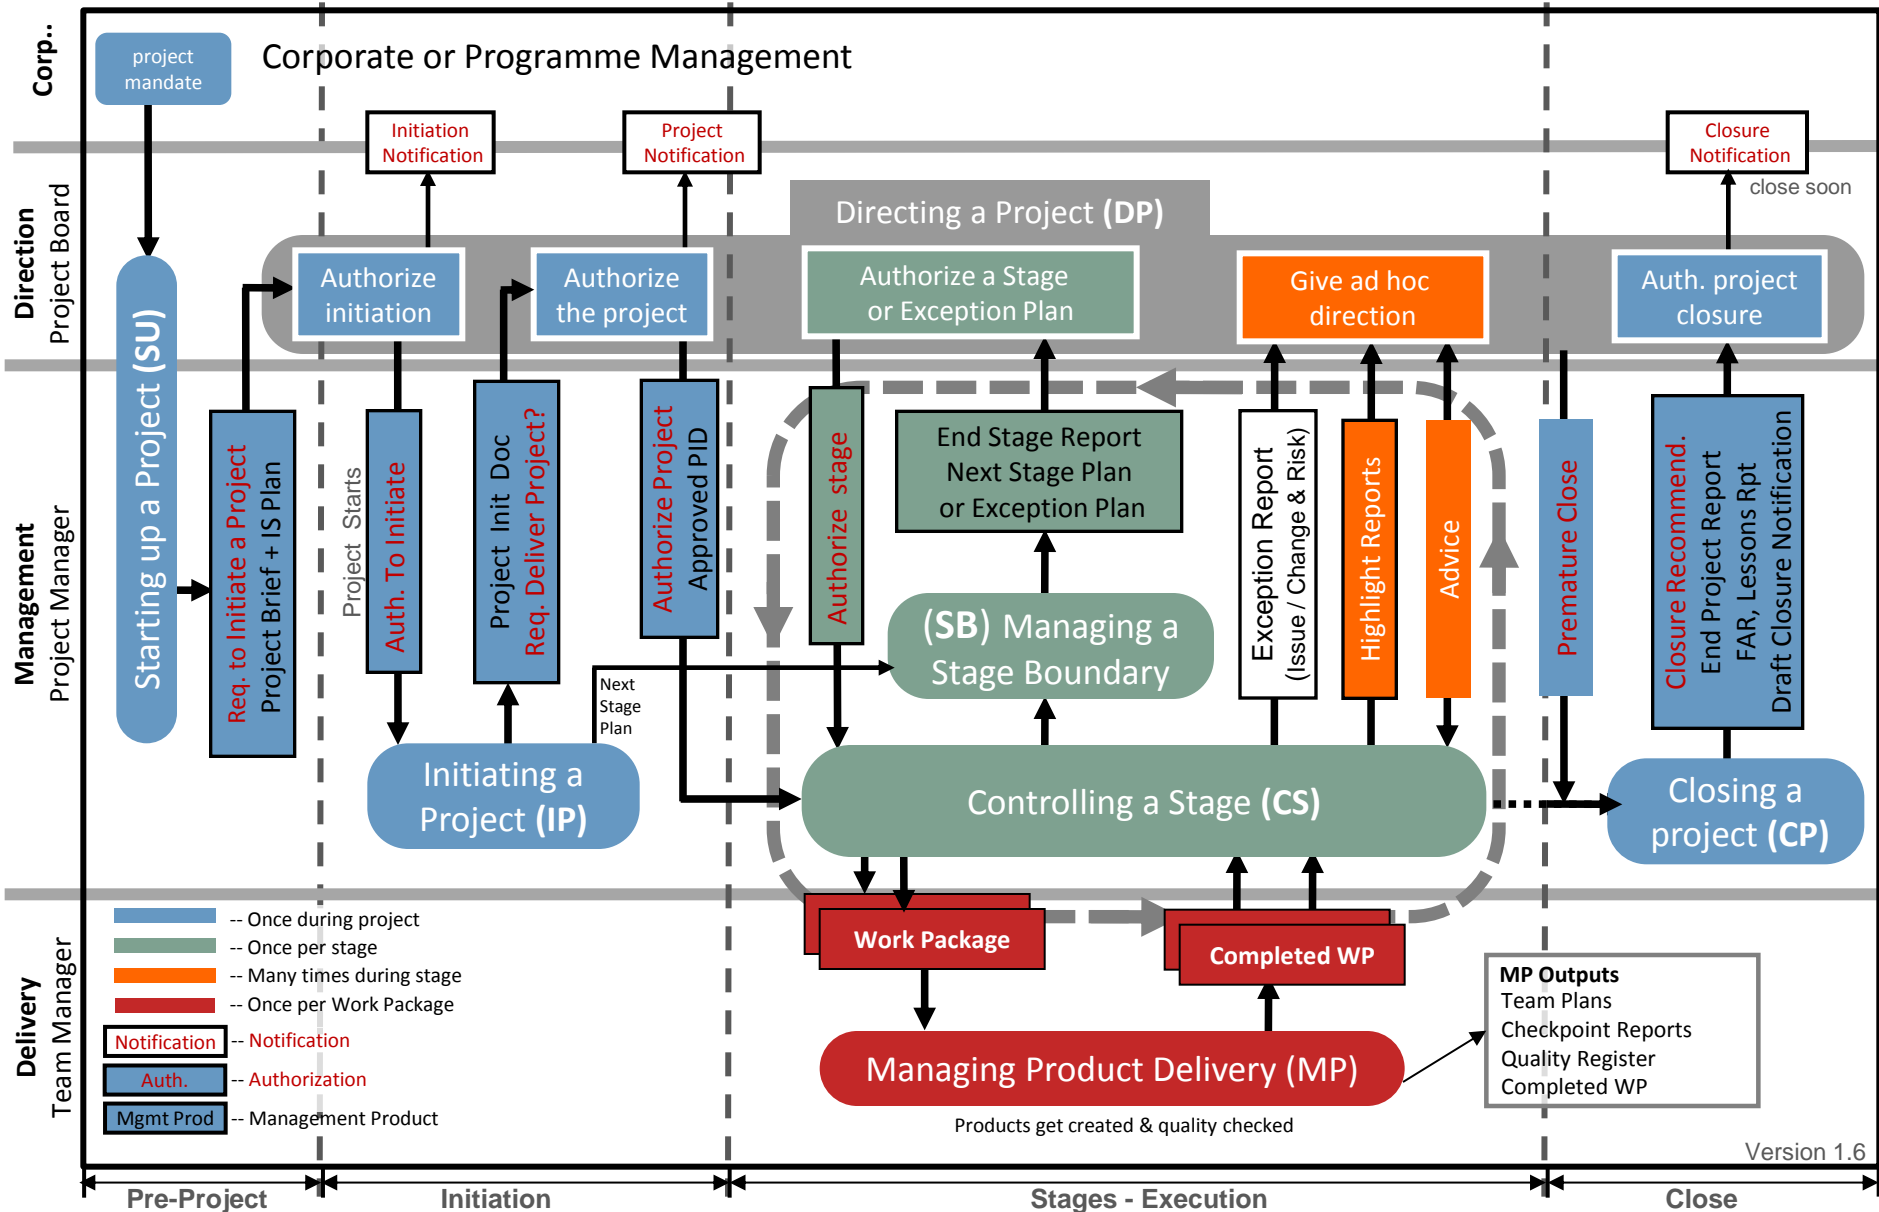 Corp..
project
mandate
Corporate or Programme Management
Initiation
Notification
Project
Notification
Closure
Notification
close soon
Direction
Project Board
Directing a Project (DP)
Authorize
initiation
Authorize
the project
Authorize a Stage
or Exception Plan
Give ad hoc
direction
Auth. project
closure
Management
Project Manager
Starting up a Project (SU)
Req. to Initiate a Project
Project Brief + IS Plan
Project Starts
Auth. To Initiate
Project Init Doc
Req. Deliver Project?
Authorize Project
Approved PID
Authorize stage
End Stage Report
Next Stage Plan
or Exception Plan
Exception Report
(Issue / Change & Risk)
Highlight Reports
Advice
Premature Close
Closure Recommend.
End Project Report
FAR, Lessons Rpt
Draft Closure Notification
(SB) Managing a
Stage Boundary
Next
Stage
Plan
Initiating a
Project (IP)
Controlling a Stage (CS)
Closing a
project (CP)
Delivery
Team Manager
-- Once during project
-- Once per stage
-- Many times during stage
-- Once per Work Package
Notification -- Notification
Auth. -- Authorization
Mgmt Prod -- Management Product
Work Package
Completed WP
Managing Product Delivery (MP)
Products get created & quality checked
MP Outputs
Team Plans
Checkpoint Reports
Quality Register
Completed WP
Version 1.6
Pre-Project
Initiation
Stages - Execution
Close